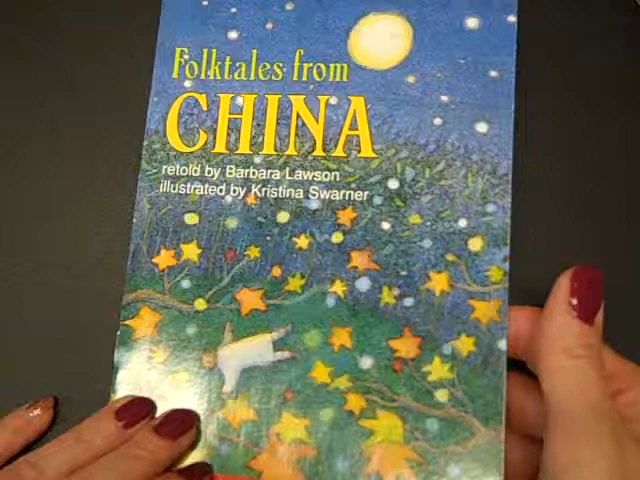 Folktales from
CHINA
retold by Barbara Lawson
illustrated by Kristina Swarner